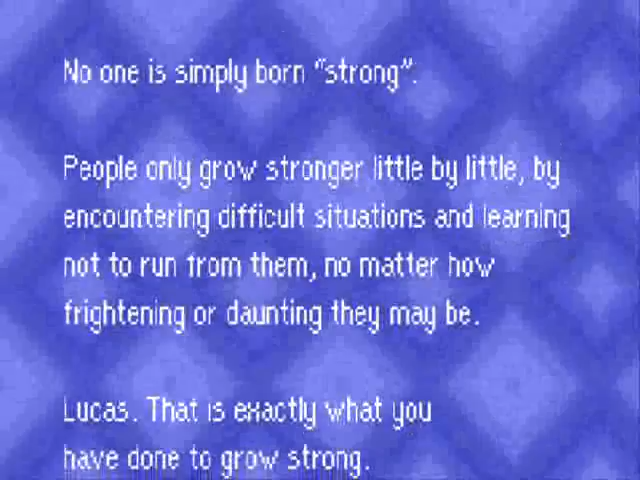 No one is simply born “strong”.
People only grow stronger little by little, by
encountering difficult situations and learning
not to run from them, no matter how
frightening or daunting they may be.
Lucas. That is exactly what you
have done to grow strong.